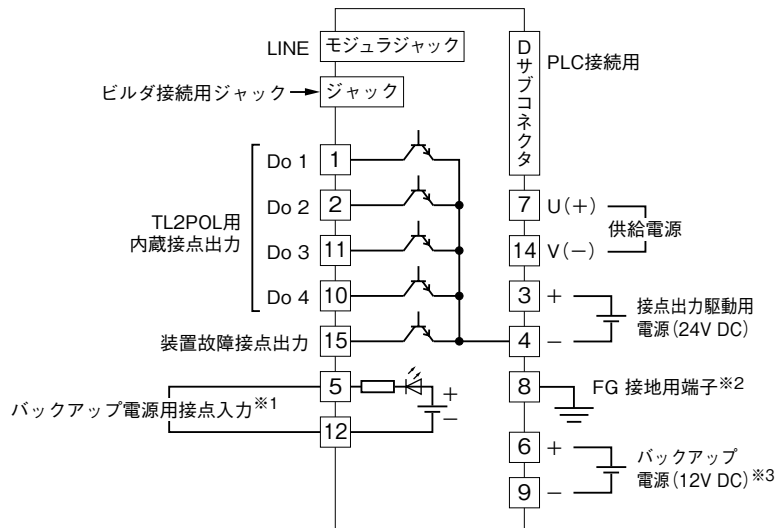 LINE
モジュラジャック
ビルダ接続用ジャック
ジャック
Dサブコネクタ
PLC接続用
TL2POL用
内蔵接点出力
Do 1
1
Do 2
2
Do 3
11
Do 4
10
装置故障接点出力
15
バックアップ電源用接点入力※1
5
+
−
12
7
U(+)
14
V(−)
供給電源
3
+
4
−
接点出力駆動用
電源(24V DC)
8
FG 接地用端子※2
6
+
9
−
バックアップ
電源(12V DC)※3